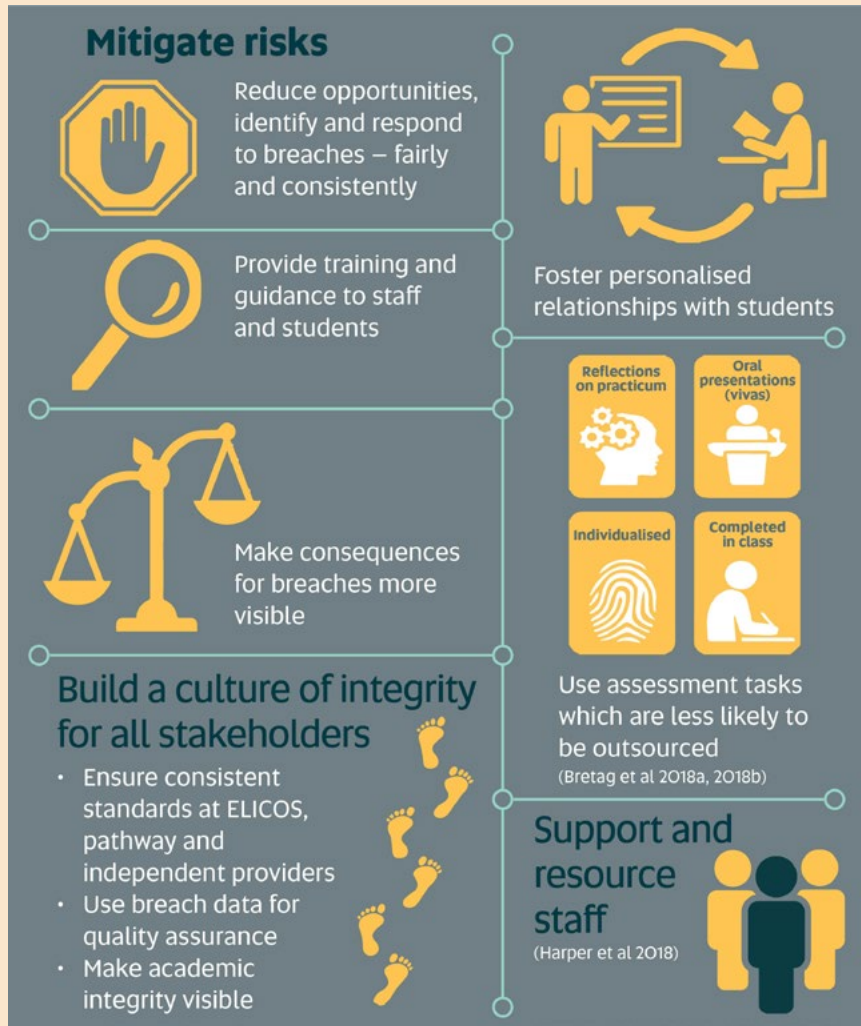 Mitigate risks
Reduce opportunities,
identify and respond
to breaches – fairly
and consistently
Provide training and
guidance to staff
and students
Make consequences
for breaches more
visible
Build a culture of integrity
for all stakeholders
• Ensure consistent
standards at ELICOS,
pathway and
independent providers
• Use breach data for
quality assurance
• Make academic
integrity visible
Foster personalised
relationships with students
Reflections
on practicum
Oral
presentations
(vivas)
Individualised
Completed
in class
Use assessment tasks
which are less likely to
be outsourced
(Bretag et al 2018a, 2018b)
Support and
resource
staff
(Harper et al 2018)